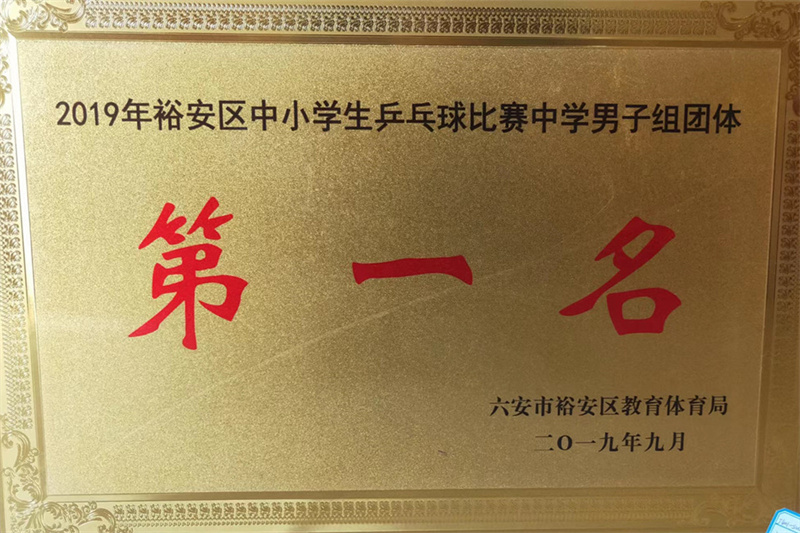 2019年裕安区中小学生乒乓球比赛中学男子组团体
第一名
六安市裕安区教育体育局
二O一九年九月